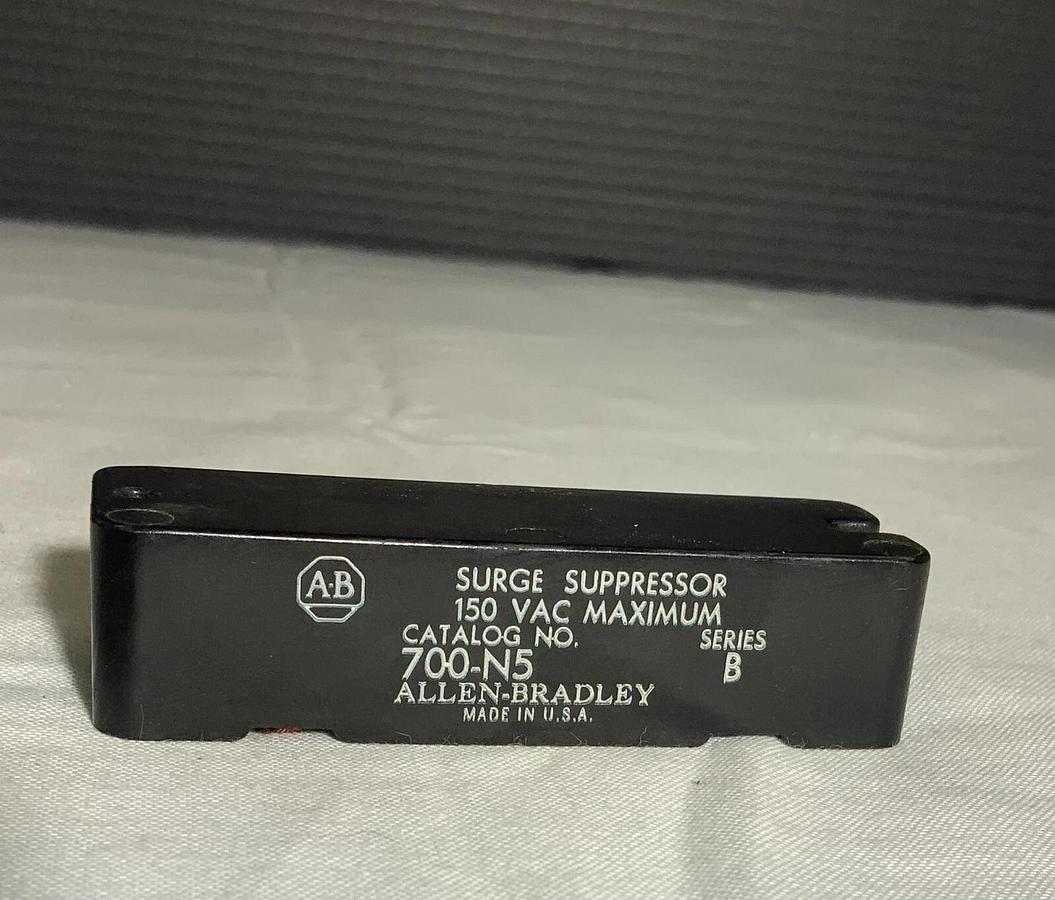 A·B
SURGE SUPPRESSOR
150 VAC MAXIMUM
CATALOG NO. SERIES
700-N5 B
ALLEN-BRADLEY
MADE IN U.S.A.